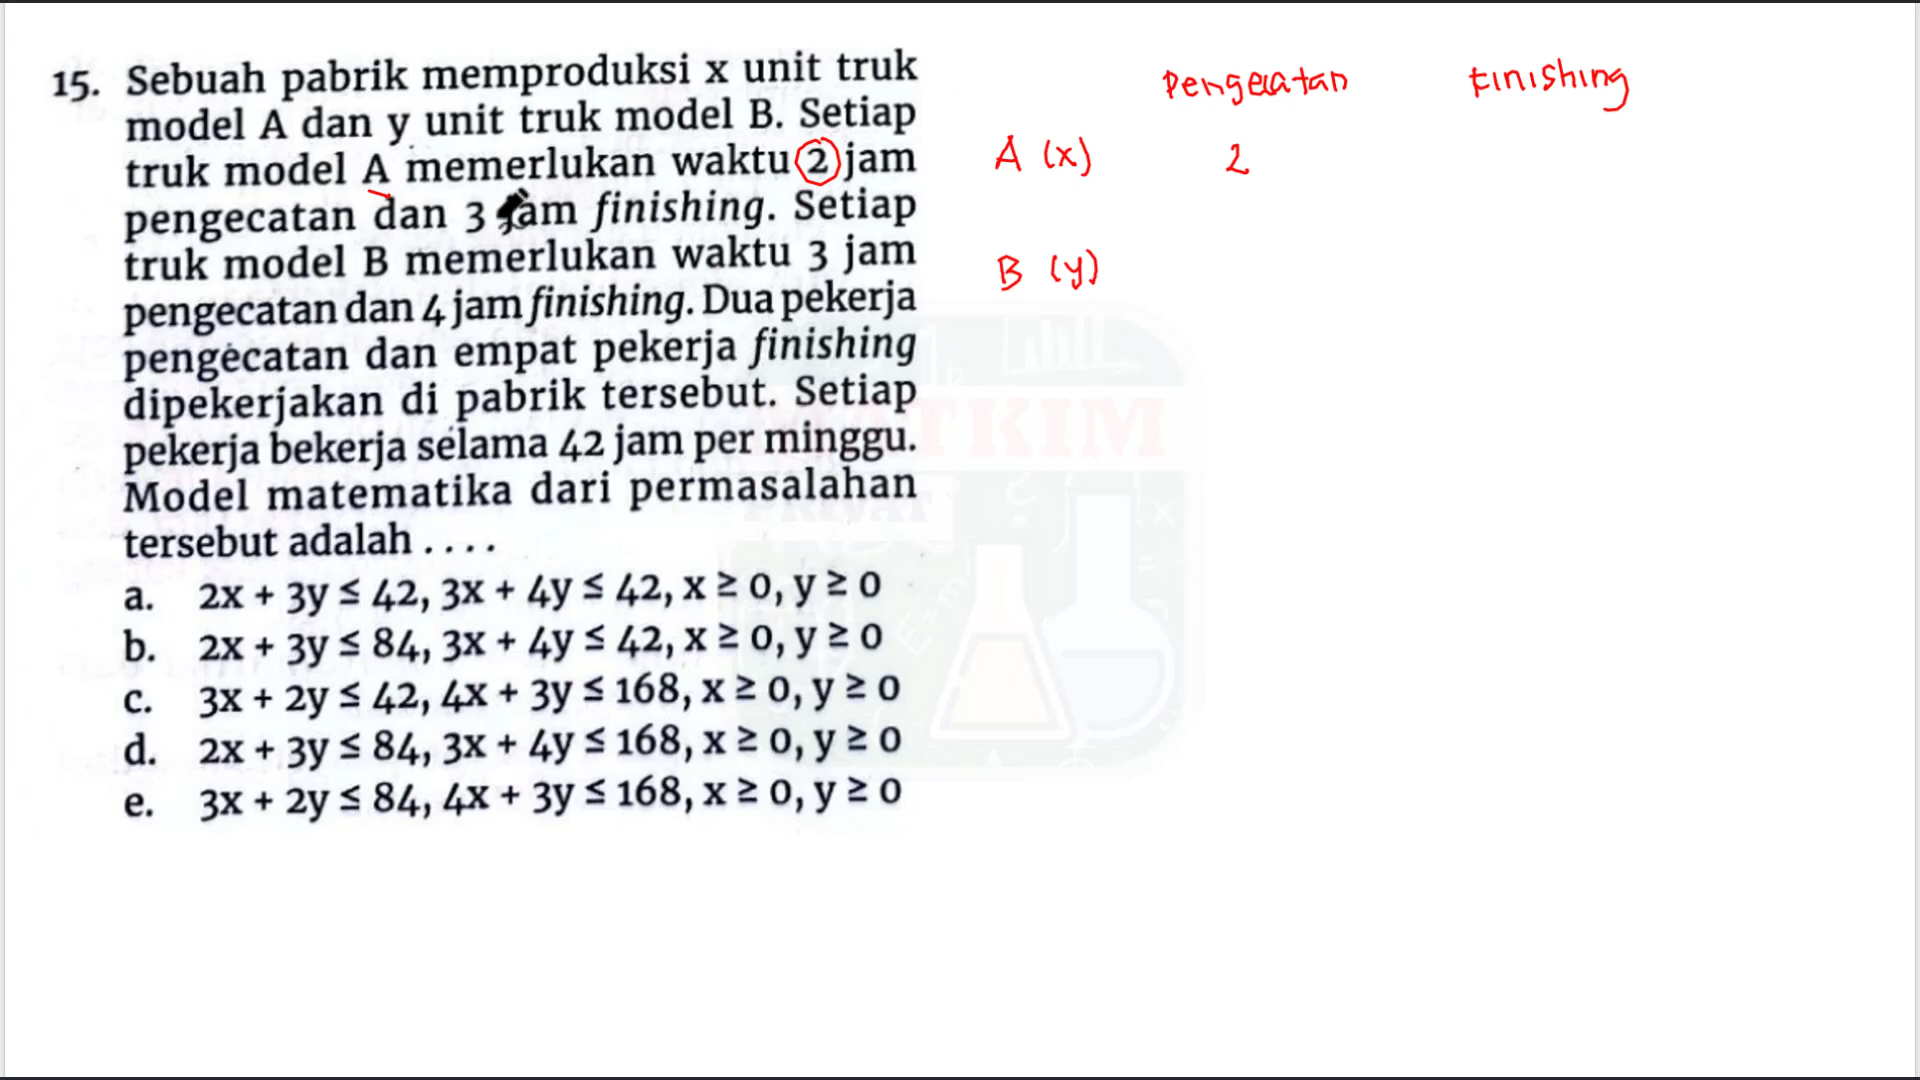 15. Sebuah pabrik memproduksi x unit truk
model A dan y unit truk model B. Setiap
truk model A memerlukan waktu 2 jam
pengecatan dan 3 jam finishing. Setiap
truk model B memerlukan waktu 3 jam
pengecatan dan 4 jam finishing. Dua pekerja
pengecatan dan empat pekerja finishing
dipekerjakan di pabrik tersebut. Setiap
pekerja bekerja selama 42 jam per minggu.
Model matematika dari permasalahan
tersebut adalah ....
a. 2x + 3y ≤ 42, 3x + 4y ≤ 42, x ≥ 0, y ≥ 0
b. 2x + 3y ≤ 84, 3x + 4y ≤ 42, x ≥ 0, y ≥ 0
c. 3x + 2y ≤ 42, 4x + 3y ≤ 168, x ≥ 0, y ≥ 0
d. 2x + 3y ≤ 84, 3x + 4y ≤ 168, x ≥ 0, y ≥ 0
e. 3x + 2y ≤ 84, 4x + 3y ≤ 168, x ≥ 0, y ≥ 0
Pengecatan Finishing
A (x) 2
B (y)
PRIVAT